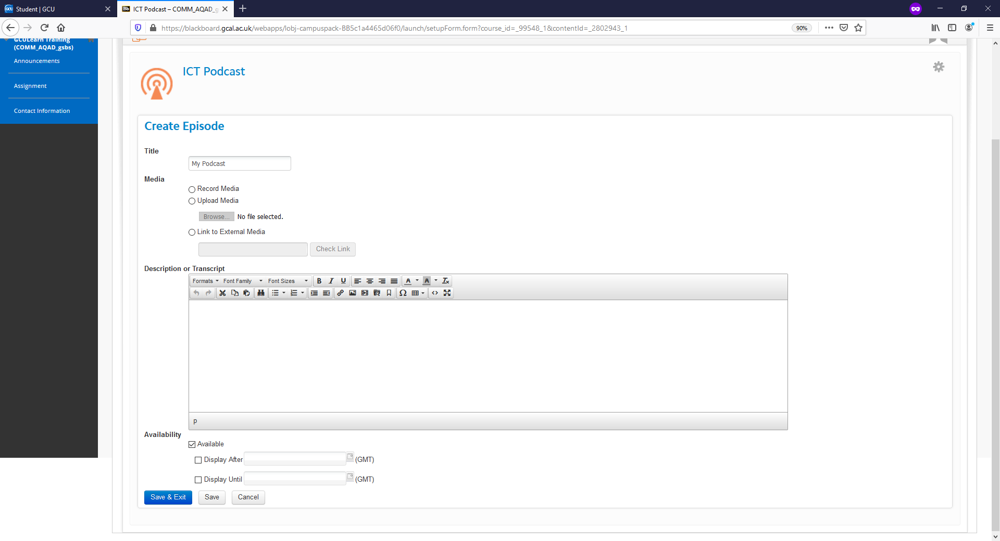 Student | GCU
ICT Podcast – COMM_AQAD_g
https://blackboard.gcal.ac.uk/webapps/lobj-campuspack-BB5c1a4465d06f0/launch/setupForm.form?course_id=_99548_1&contentId=_2802943_1
90%
GCULearn Training
(COMM_AQAD_gsbs)
Announcements
Assignment
Contact Information
ICT Podcast
Create Episode
Title
My Podcast
Media
Record Media
Upload Media
Browse... No file selected.
Link to External Media
Check Link
Description or Transcript
Formats Font Family Font Sizes
p
Availability
Available
Display After (GMT)
Display Until (GMT)
Save & Exit Save Cancel